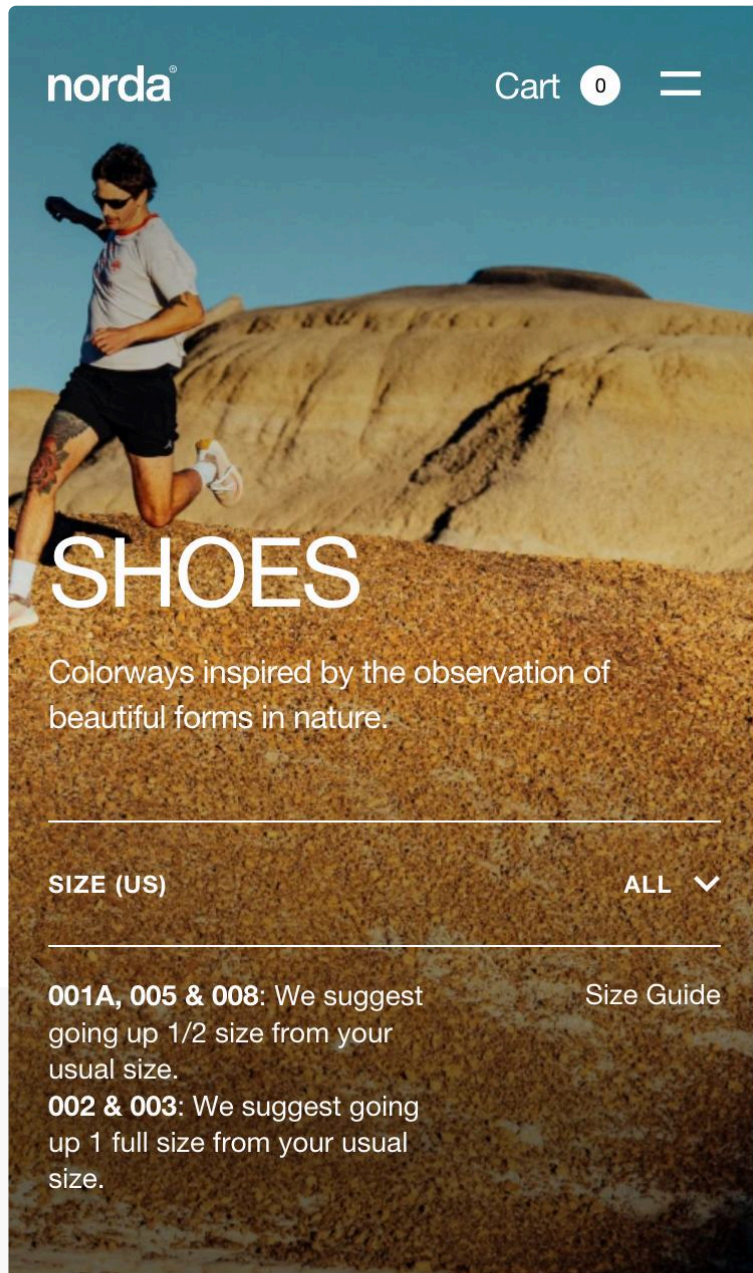 norda®
Cart 0
SHOES
Colorways inspired by the observation of
beautiful forms in nature.
SIZE (US) ALL
001A, 005 & 008: We suggest
going up 1/2 size from your
usual size.
Size Guide
002 & 003: We suggest going
up 1 full size from your usual
size.